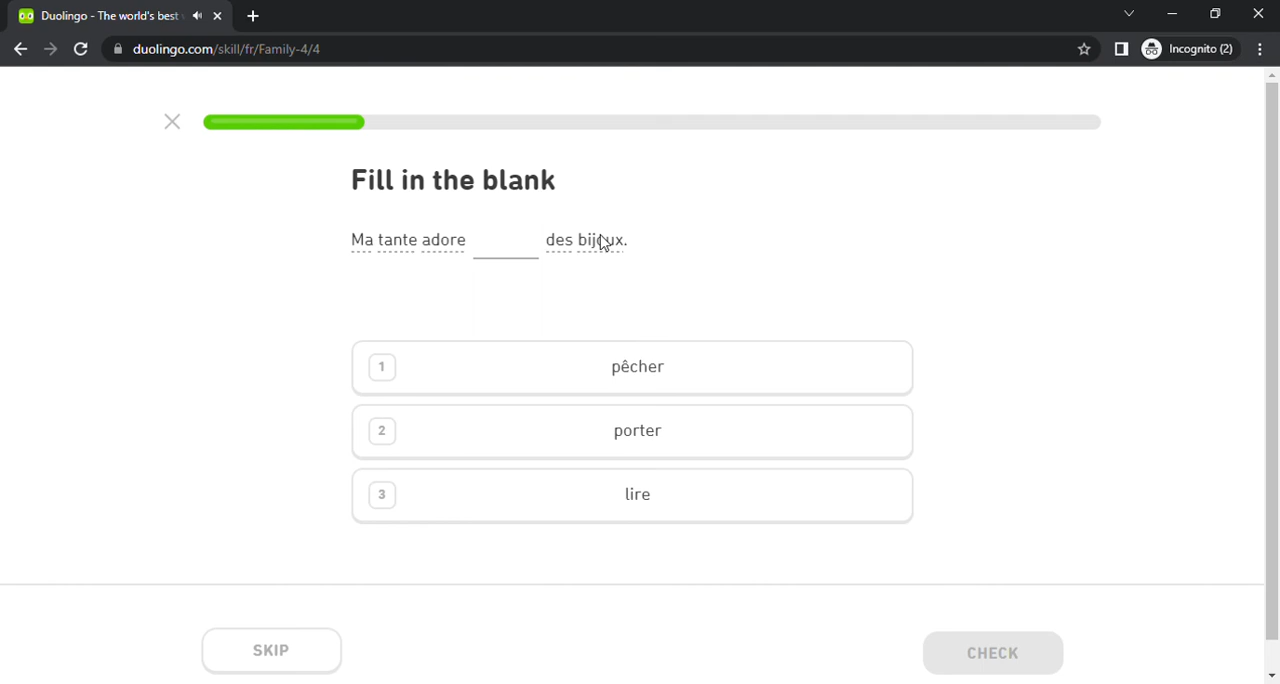 Duolingo - The world's best
duolingo.com/skill/fr/Family-4/4
Incognito (2)
Fill in the blank
Ma tante adore ______ des bijoux.
1 pêcher
2 porter
3 lire
SKIP
CHECK